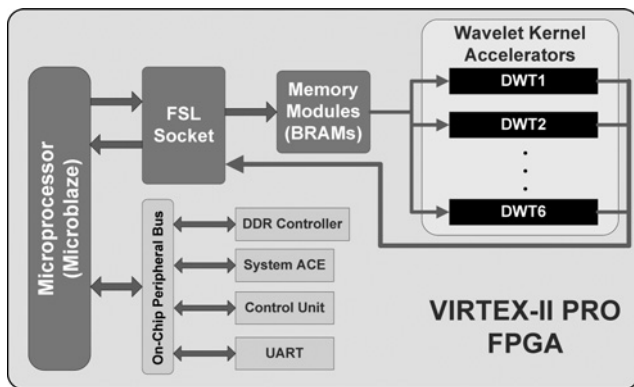 Microprocessor
(Microblaze)
FSL
Socket
Memory
Modules
(BRAMs)
Wavelet Kernel
Accelerators
DWT1
DWT2
DWT6
On-Chip Peripheral Bus
DDR Controller
System ACE
Control Unit
UART
VIRTEX-II PRO
FPGA